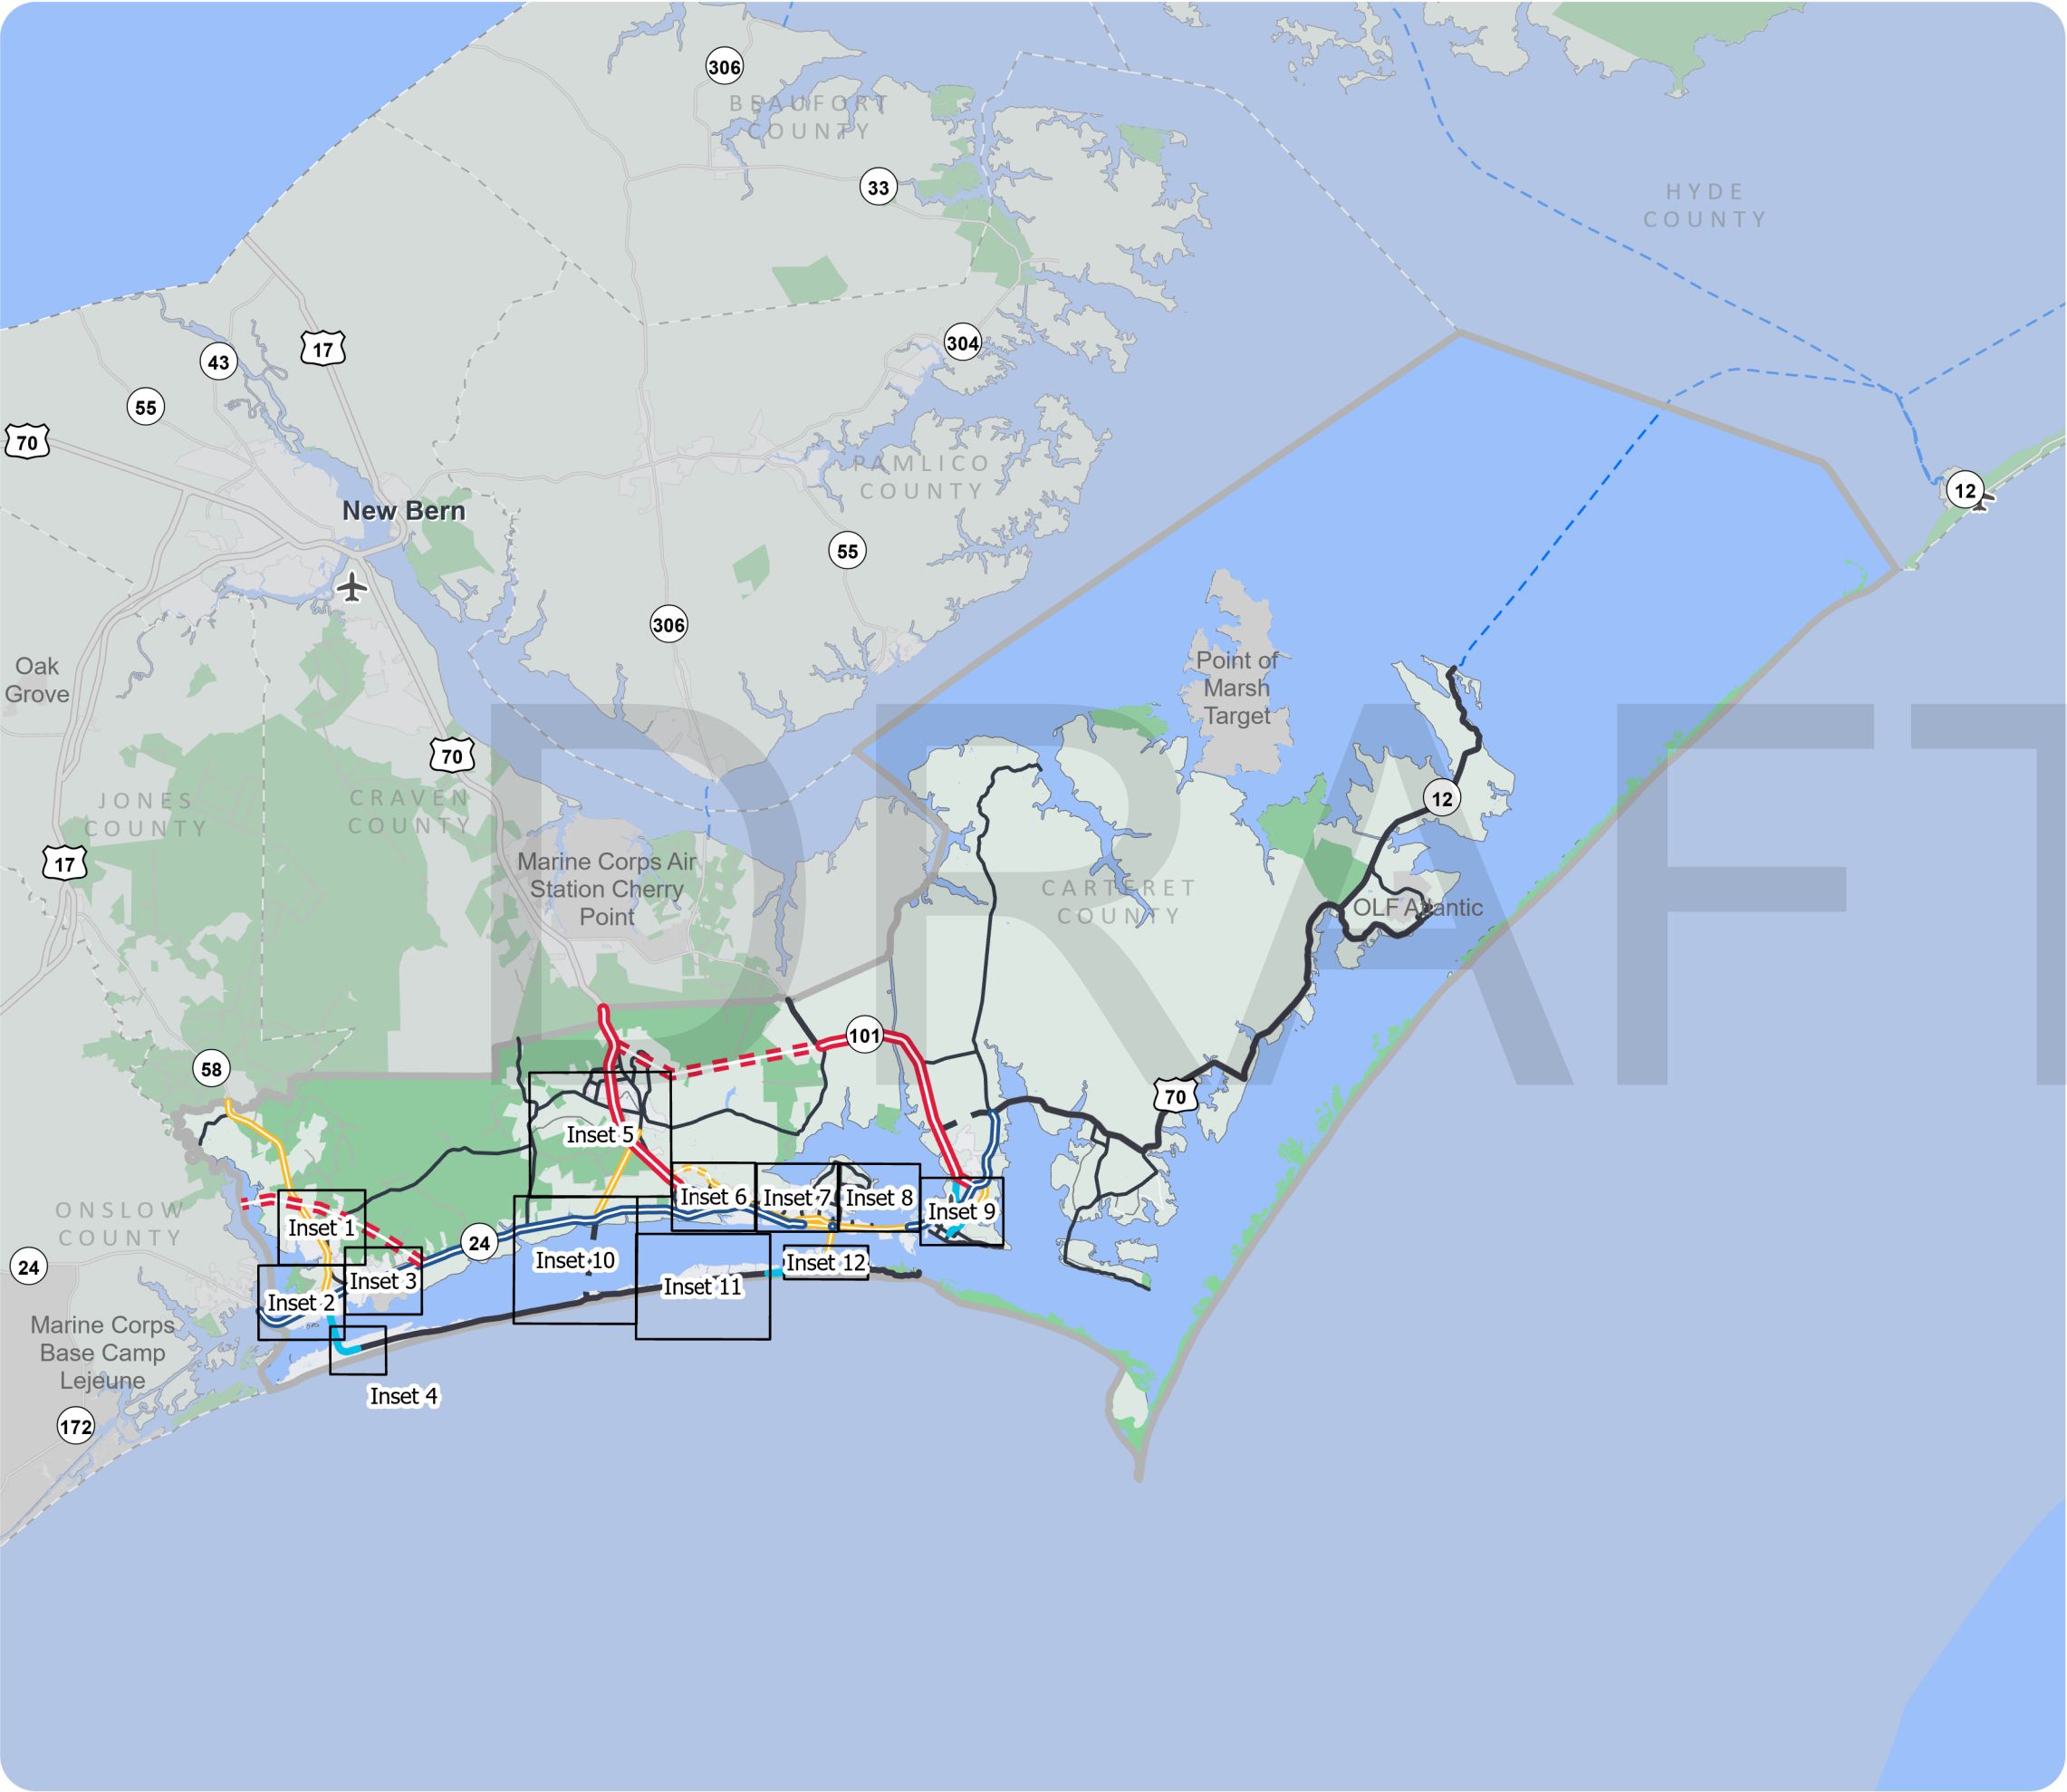 306
BEAUFORT
COUNTY
33
HYDE
COUNTY
304
43
17
55
70
PAMLICO
COUNTY
12
New Bern
55
306
Oak
Grove
Point of
Marsh
Target
70
JONES
COUNTY
CRAVEN
COUNTY
12
17
Marine Corps Air
Station Cherry
Point
CARTERET
COUNTY
OLF Atlantic
DRAFT
101
58
70
Inset 5
ONSLOW
COUNTY
Inset 1
Inset 6
Inset 7
Inset 8
Inset 9
24
24
Inset 10
Inset 12
Inset 3
Inset 11
Inset 2
Marine Corps
Base Camp
Lejeune
Inset 4
172